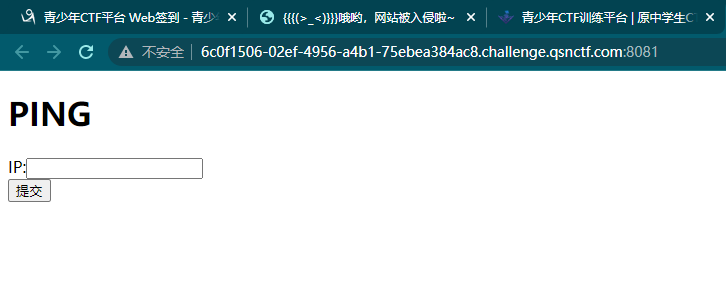 青少年CTF平台 Web签到 - 青少 {{{{(>_<)}}}}哦哟，网站被入侵啦~ 青少年CTF训练平台 | 原中学生CT
不安全 6c0f1506-02ef-4956-a4b1-75ebea384ac8.challenge.qsnctf.com:8081
PING
IP:
提交